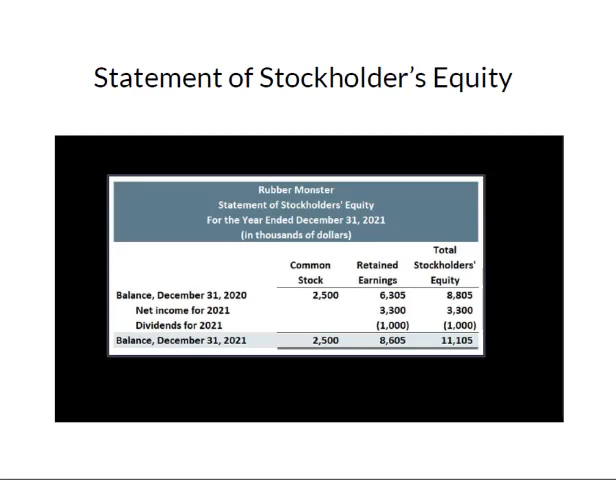 Statement of Stockholder’s Equity
Rubber Monster
Statement of Stockholders' Equity
For the Year Ended December 31, 2021
(in thousands of dollars)
Common Stock Retained Earnings Total Stockholders' Equity
Balance, December 31, 2020 2,500 6,305 8,805
Net income for 2021 3,300 3,300
Dividends for 2021 (1,000) (1,000)
Balance, December 31, 2021 2,500 8,605 11,105